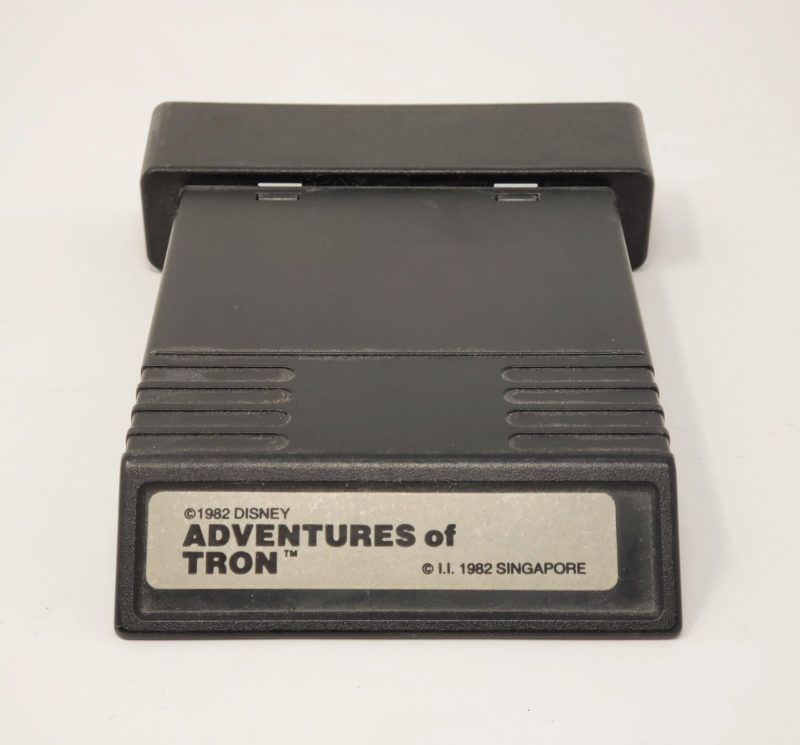 ©1982 DISNEY
ADVENTURES of
TRON™
© I.I. 1982 SINGAPORE